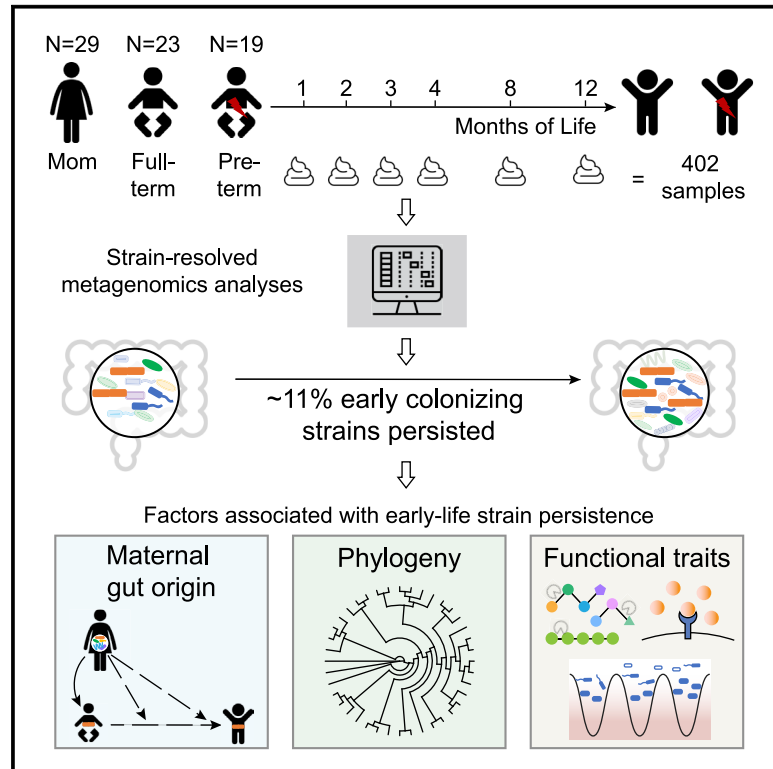 N=29 N=23 N=19
1 2 3 4 8 12
Months of Life
Mom Full-term Pre-term
= 402 samples
Strain-resolved
metagenomics analyses
~11% early colonizing
strains persisted
Factors associated with early-life strain persistence
Maternal
gut origin
Phylogeny
Functional traits